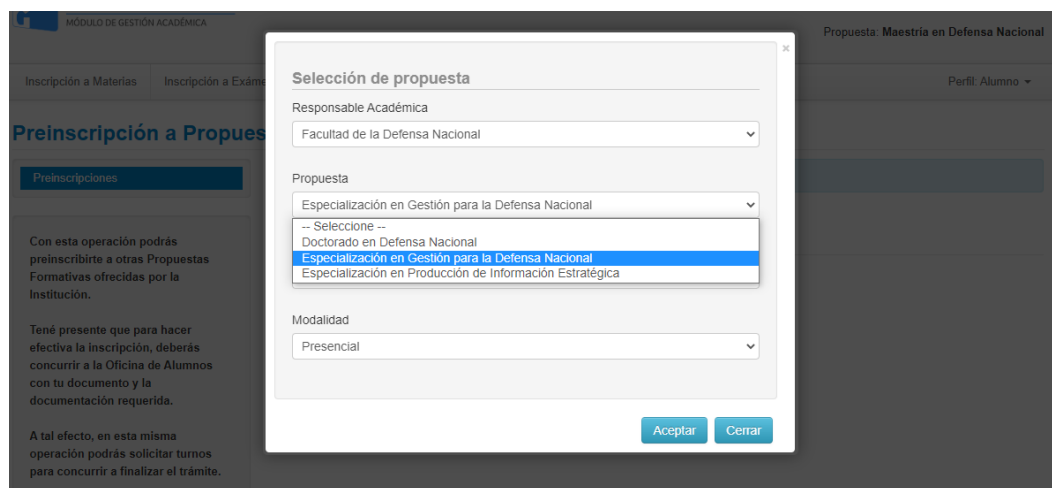 MÓDULO DE GESTIÓN ACADÉMICA
Propuesta: Maestría en Defensa Nacional
Inscripción a Materias
Inscripción a Exáme
Perfil: Alumno
Preinscripción a Propues
Preinscripciones
Con esta operación podrás
preinscribirte a otras Propuestas
Formativas ofrecidas por la
Institución.
Tené presente que para hacer
efectiva la inscripción, deberás
concurrir a la Oficina de Alumnos
con tu documento y la
documentación requerida.
A tal efecto, en esta misma
operación podrás solicitar turnos
para concurrir a finalizar el trámite.
×
Selección de propuesta
Responsable Académica
Facultad de la Defensa Nacional
Propuesta
Especialización en Gestión para la Defensa Nacional
-- Seleccione --
Doctorado en Defensa Nacional
Especialización en Gestión para la Defensa Nacional
Especialización en Producción de Información Estratégica
Modalidad
Presencial
Aceptar
Cerrar